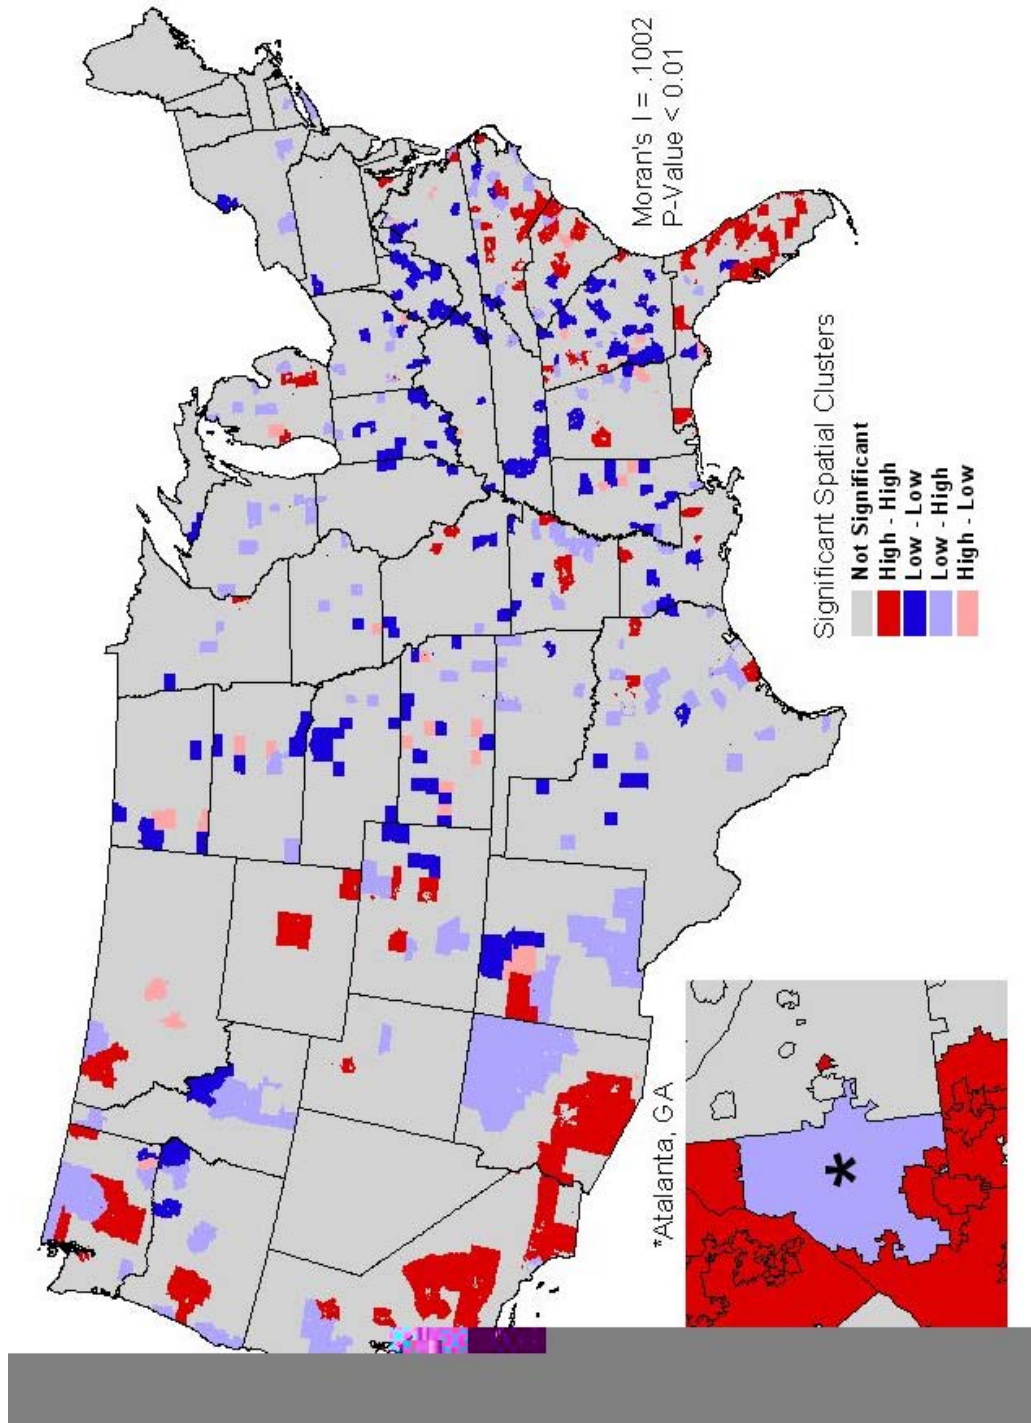 Moran's I = .1002
P-Value < 0.01
Significant Spatial Clusters
Not Significant
High - High
Low - Low
Low - High
High - Low
*Atalanta, GA
*